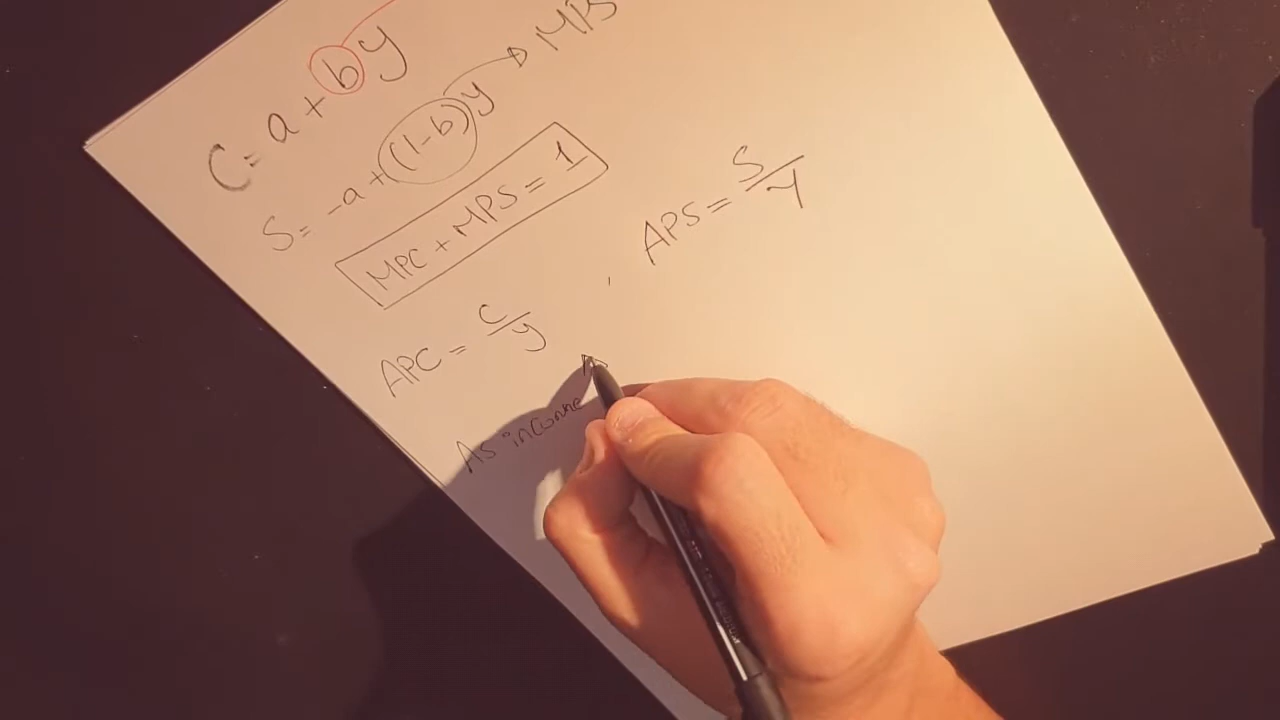 C = a + by
S = -a + (1-b)y → MPS
MPC + MPS = 1
APC = C/y , APS = S/Y
As income